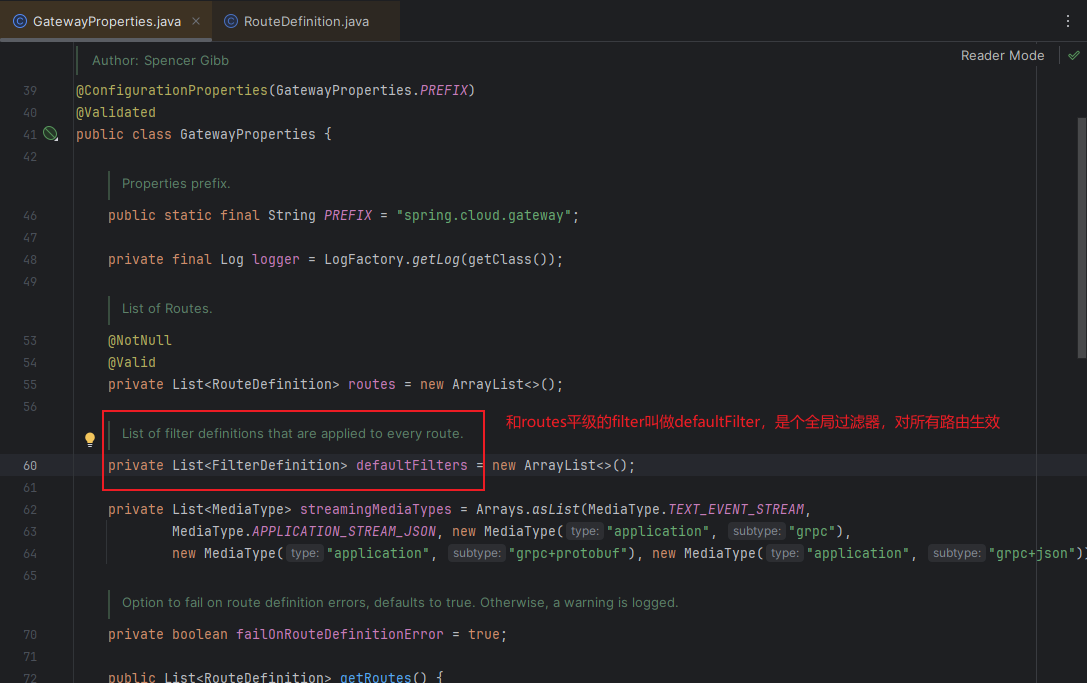 GatewayProperties.java
RouteDefinition.java
Author: Spencer Gibb
Reader Mode
39 @ConfigurationProperties(GatewayProperties.PREFIX)
40 @Validated
41 public class GatewayProperties {
42
Properties prefix.
46 public static final String PREFIX = "spring.cloud.gateway";
47
48 private final Log logger = LogFactory.getLog(getClass());
49
List of Routes.
53 @NotNull
54 @Valid
55 private List<RouteDefinition> routes = new ArrayList<>();
56
和routes平级的filter叫做defaultFilter，是个全局过滤器，对所有路由生效
List of filter definitions that are applied to every route.
60 private List<FilterDefinition> defaultFilters = new ArrayList<>();
61
62 private List<MediaType> streamingMediaTypes = Arrays.asList(MediaType.TEXT_EVENT_STREAM,
63 MediaType.APPLICATION_STREAM_JSON, new MediaType( type: "application", subtype: "grpc"),
64 new MediaType( type: "application", subtype: "grpc+protobuf"), new MediaType( type: "application", subtype: "grpc+json"))
65
Option to fail on route definition errors, defaults to true. Otherwise, a warning is logged.
70 private boolean failOnRouteDefinitionError = true;
71
72 public List<RouteDefinition> getRoutes() {